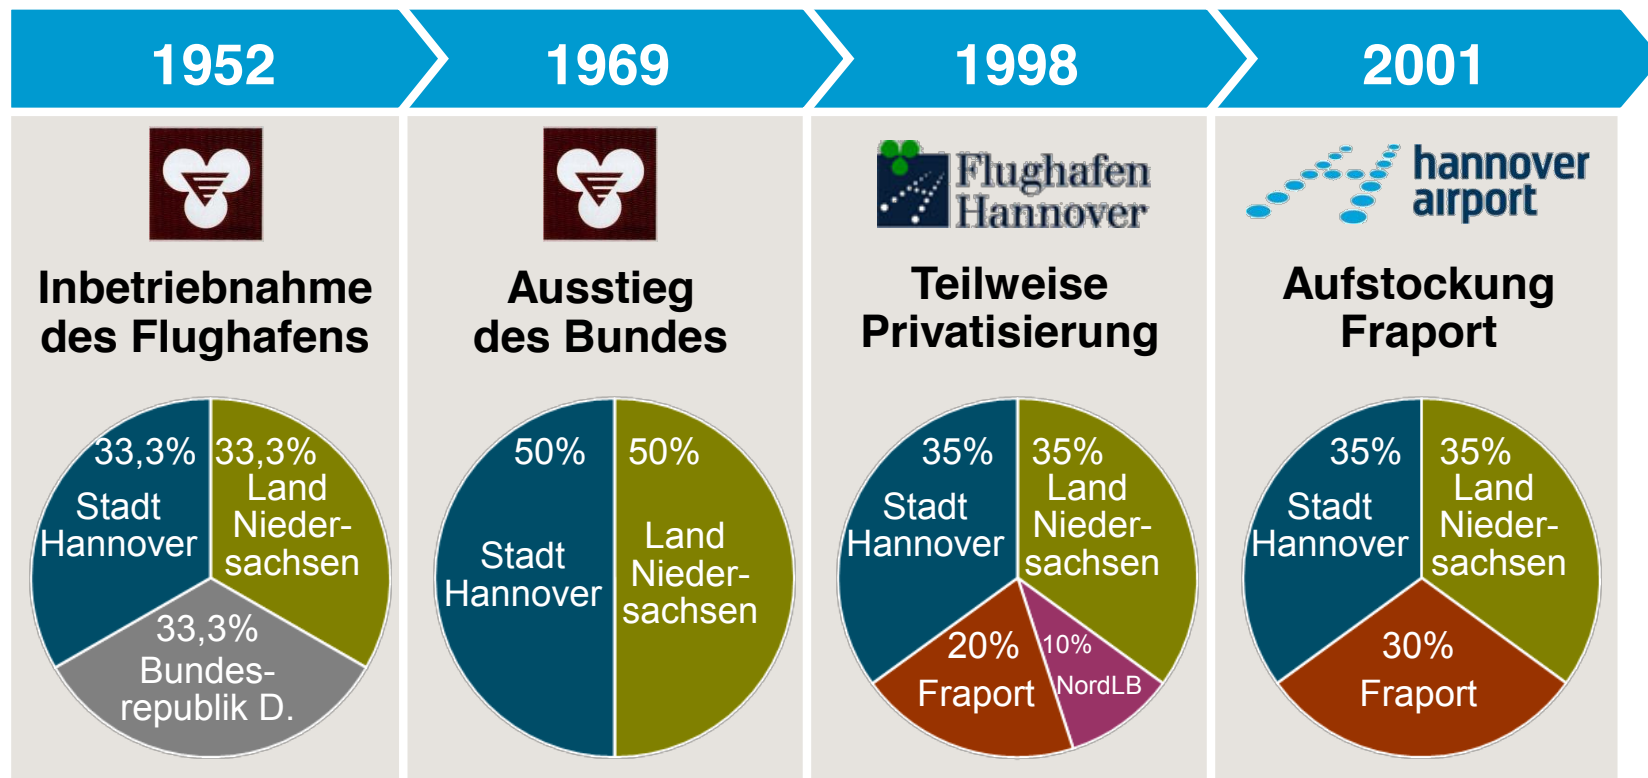 1952
1969
1998
2001
Flughafen
Hannover
hannover
airport
Inbetriebnahme
des Flughafens
Ausstieg
des Bundes
Teilweise
Privatisierung
Aufstockung
Fraport
33,3%
Stadt
Hannover
33,3%
Land
Nieder-
sachsen
33,3%
Bundes-
republik D.
50%
Stadt
Hannover
50%
Land
Nieder-
sachsen
35%
Stadt
Hannover
35%
Land
Nieder-
sachsen
20%
Fraport
10%
NordLB
35%
Stadt
Hannover
35%
Land
Nieder-
sachsen
30%
Fraport